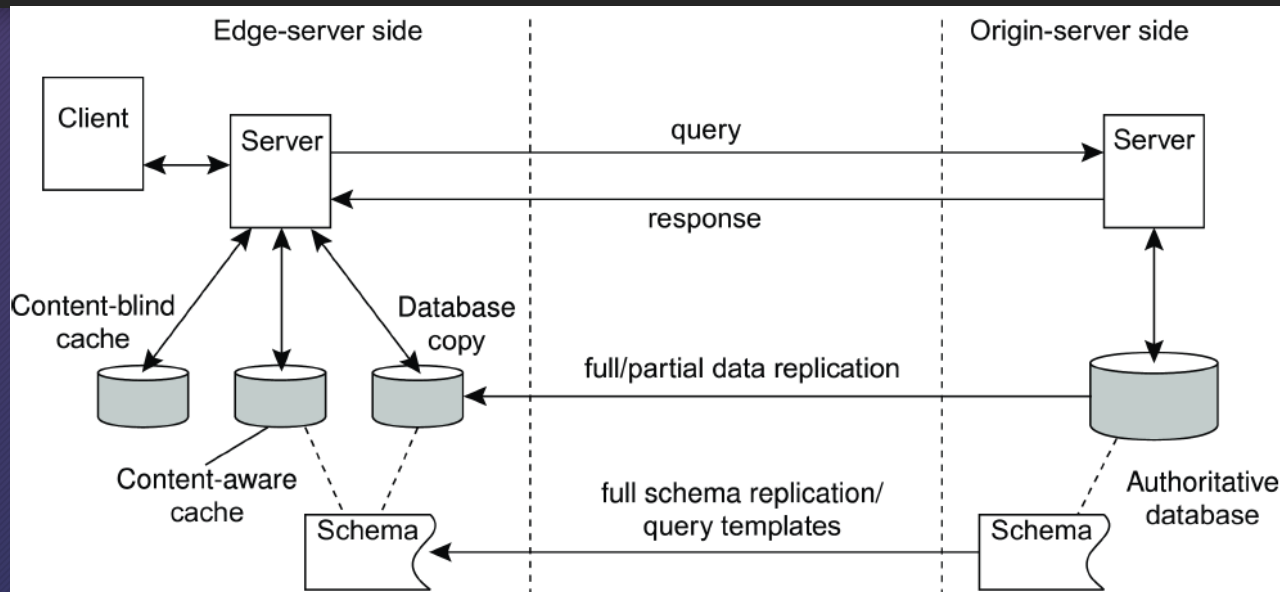 Edge-server side
Origin-server side
Client
Server
query
Server
response
Content-blind
cache
Database
copy
full/partial data replication
Content-aware
cache
full schema replication/
query templates
Authoritative
database
Schema
Schema